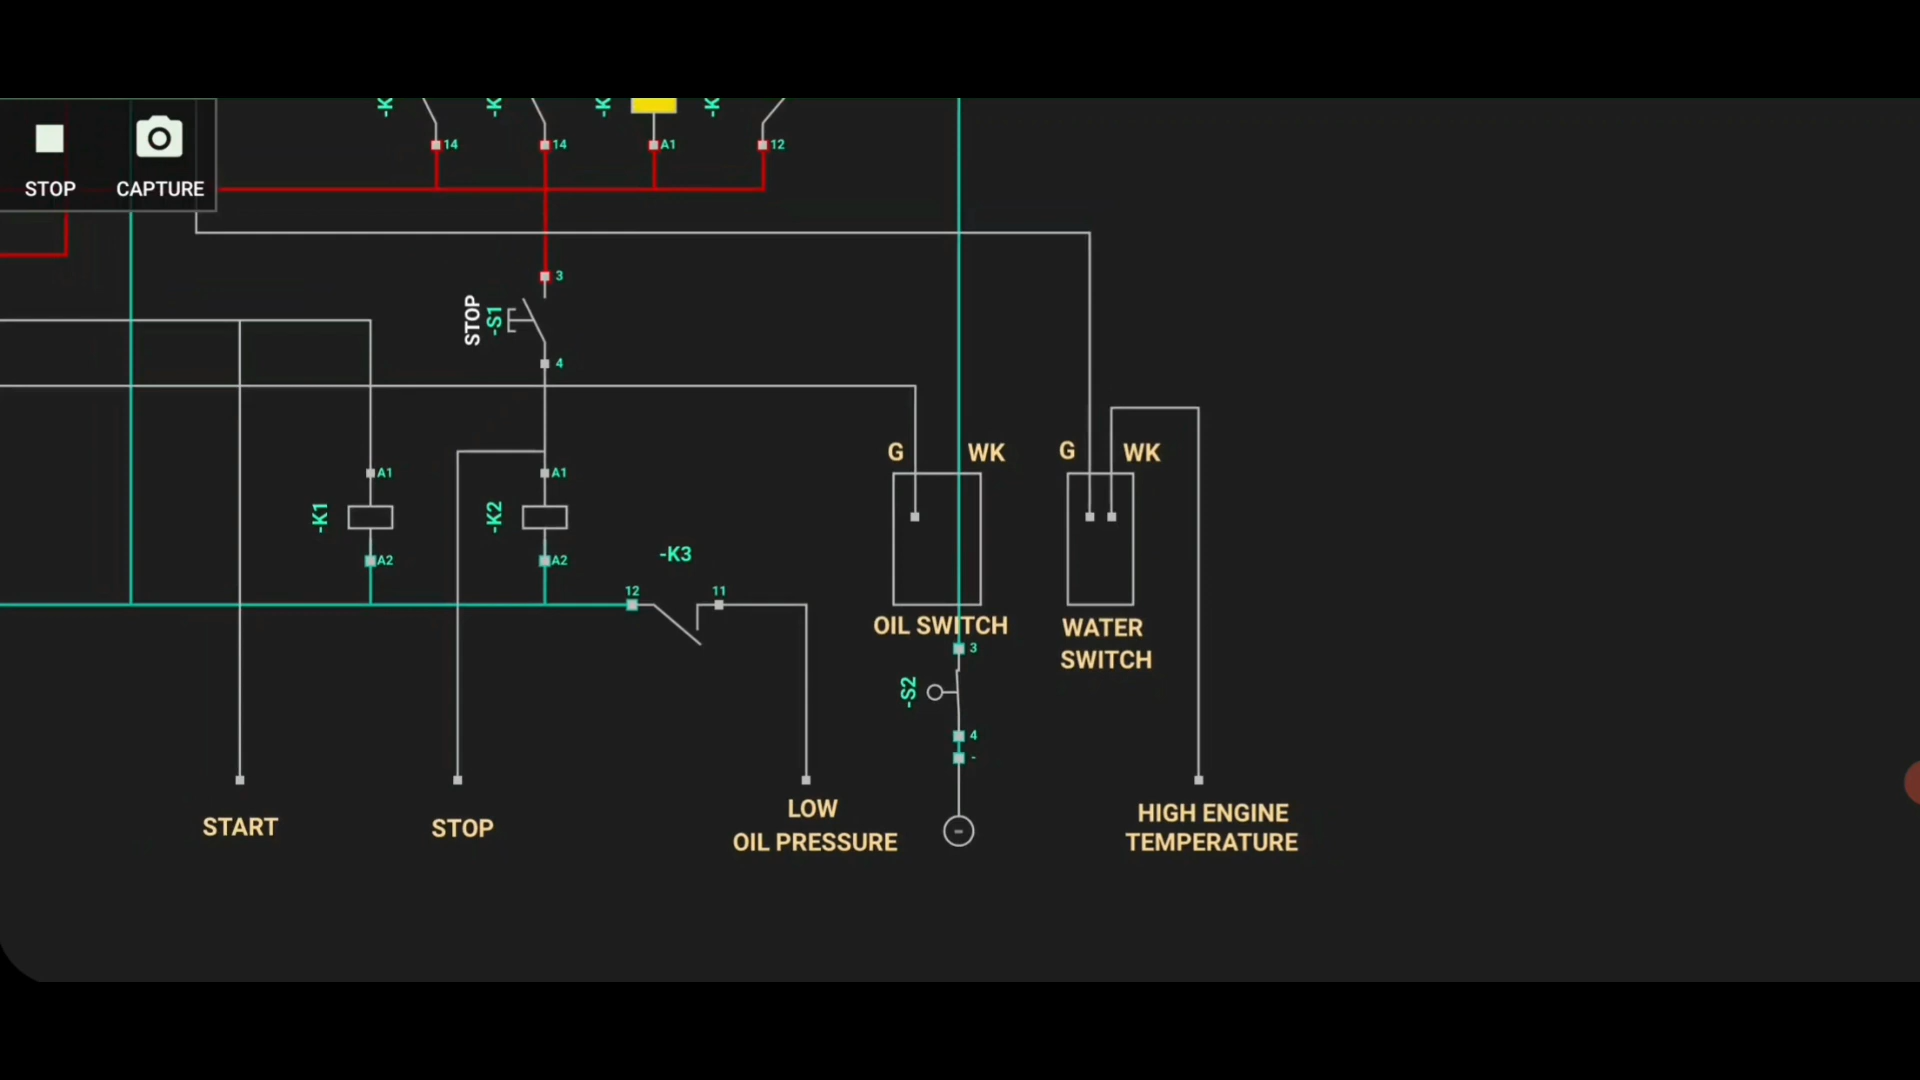 -K
-K
-K
-K
14
14
A1
12
STOP
CAPTURE
3
STOP
-S1
4
G
WK
G
WK
A1
A1
-K1
-K2
A2
A2
-K3
12
11
OIL SWITCH
WATER
SWITCH
3
-S2
4
-
-
START
STOP
LOW
OIL PRESSURE
HIGH ENGINE
TEMPERATURE